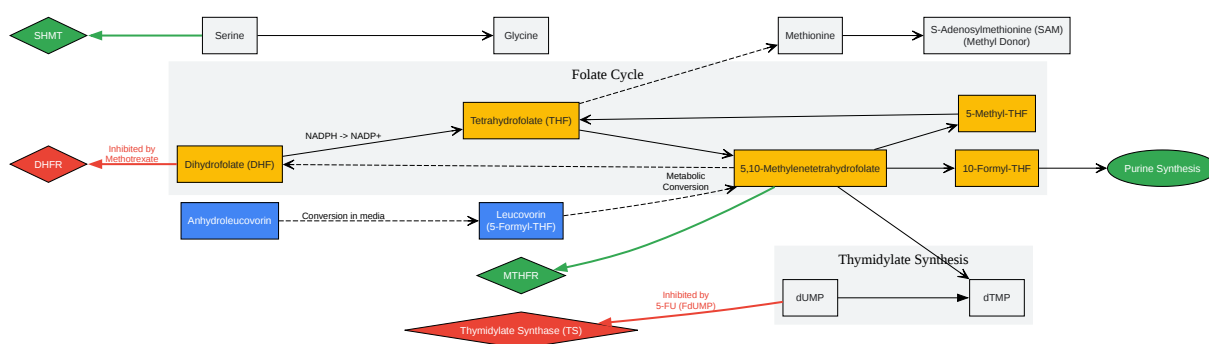 SHMT
Serine
Glycine
Methionine
S-Adenosylmethionine (SAM)
(Methyl Donor)
Folate Cycle
Tetrahydrofolate (THF)
5-Methyl-THF
NADPH -> NADP+
DHFR
Inhibited by
Methotrexate
Dihydrofolate (DHF)
5,10-Methylenetetrahydrofolate
10-Formyl-THF
Purine Synthesis
Metabolic
Conversion
Anhydroleucovorin
Conversion in media
Leucovorin
(5-Formyl-THF)
MTHFR
Thymidylate Synthesis
dUMP
dTMP
Inhibited by
5-FU (FdUMP)
Thymidylate Synthase (TS)